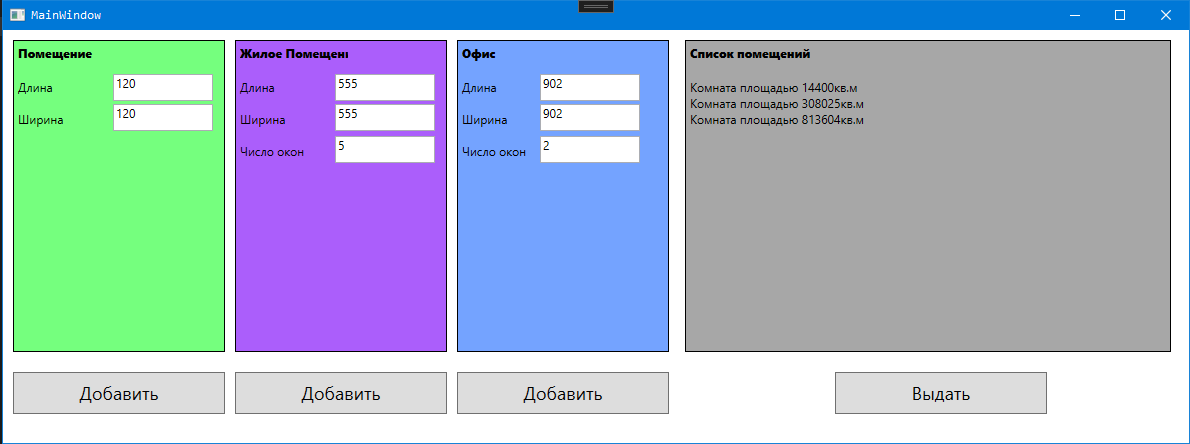 MainWindow
Помещение
Длина 120
Ширина 120
Добавить
Жилое Помещені
Длина 555
Ширина 555
Число окон 5
Добавить
Офис
Длина 902
Ширина 902
Число окон 2
Добавить
Список помещений
Комната площадью 14400кв.м
Комната площадью 308025кв.м
Комната площадью 813604кв.м
Выдать